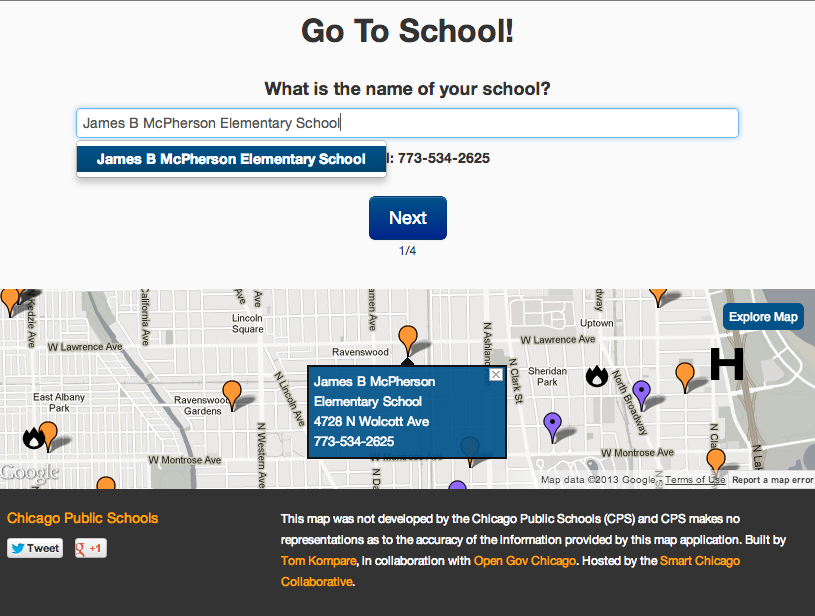 Go To School!
What is the name of your school?
James B McPherson Elementary School
James B McPherson Elementary School
: 773-534-2625
Next
1/4
Explore Map
N Kedzie Ave
California Ave
Ave
Ave
Damen Ave
Lincoln
Square
W Lawrence Ave
Ravenswood
N Ashland
Uptown
W Lawrence Ave
N Clark St
Sheridan
Park
North Broadway
East Albany
Park
Ravenswood
Gardens
N Lincoln Ave
N Western Ave
James B McPherson
Elementary School
4728 N Wolcott Ave
773-534-2625
W Montrose Ave
W Montrose Ave
W Montrose Ave
Google
Map data ©2013 Google - Terms of Use
Report a map error
Chicago Public Schools
Tweet
g +1
This map was not developed by the Chicago Public Schools (CPS) and CPS makes no
representations as to the accuracy of the information provided by this map application. Built by
Tom Kompare, in collaboration with Open Gov Chicago. Hosted by the Smart Chicago
Collaborative.